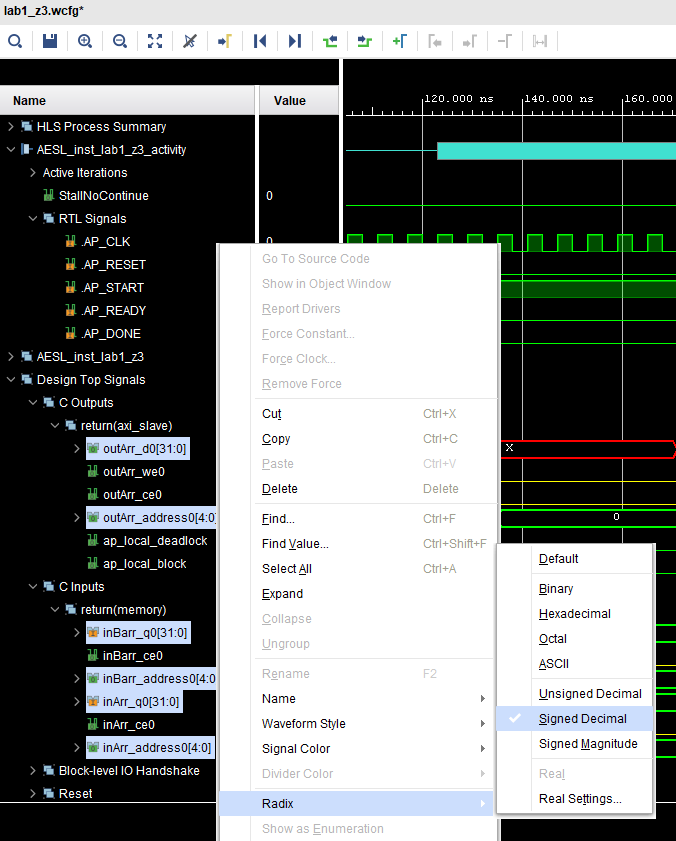 lab1_z3.wcfg*
Name Value
120.000 ns 140.000 ns 160.000
HLS Process Summary
AESL_inst_lab1_z3_activity
Active Iterations
StallNoContinue 0
RTL Signals
.AP_CLK 0
.AP_RESET
.AP_START
.AP_READY
.AP_DONE
AESL_inst_lab1_z3
Design Top Signals
C Outputs
return(axi_slave)
outArr_d0[31:0]
outArr_we0
outArr_ce0
outArr_address0[4:0]
ap_local_deadlock
ap_local_block
C Inputs
return(memory)
inBarr_q0[31:0]
inBarr_ce0
inBarr_address0[4:0
inArr_q0[31:0]
inArr_ce0
inArr_address0[4:0]
Block-level IO Handshake
Reset
Go To Source Code
Show in Object Window
Report Drivers
Force Constant...
Force Clock...
Remove Force
Cut Ctrl+X
Copy Ctrl+C
Paste Ctrl+V
Delete Delete
Find... Ctrl+F
Find Value... Ctrl+Shift+F
Select All Ctrl+A
Expand
Collapse
Ungroup
Rename F2
Name
Waveform Style
Signal Color
Divider Color
Radix
Show as Enumeration
X
0
Default
Binary
Hexadecimal
Octal
ASCII
Unsigned Decimal
Signed Decimal
Signed Magnitude
Real
Real Settings...